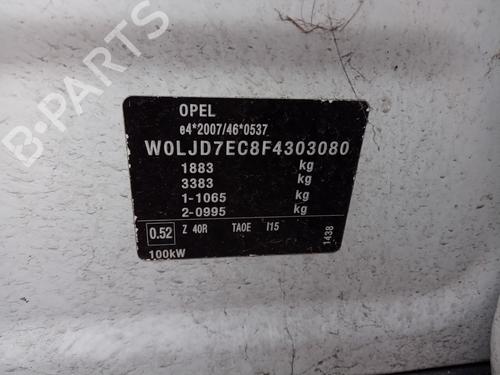 OPEL
e4*2007/46*0537
W0LJD7EC8F4303080
1883 kg
3383 kg
1-1065 kg
2-0995 kg
0.52 Z 40R TAOE I15
100kW
1438
B-PARTS